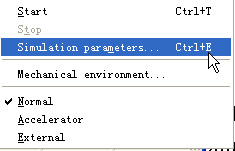 Start Ctrl+T
Stop
Simulation parameters... Ctrl+E
Mechanical environment...
Normal
Accelerator
External